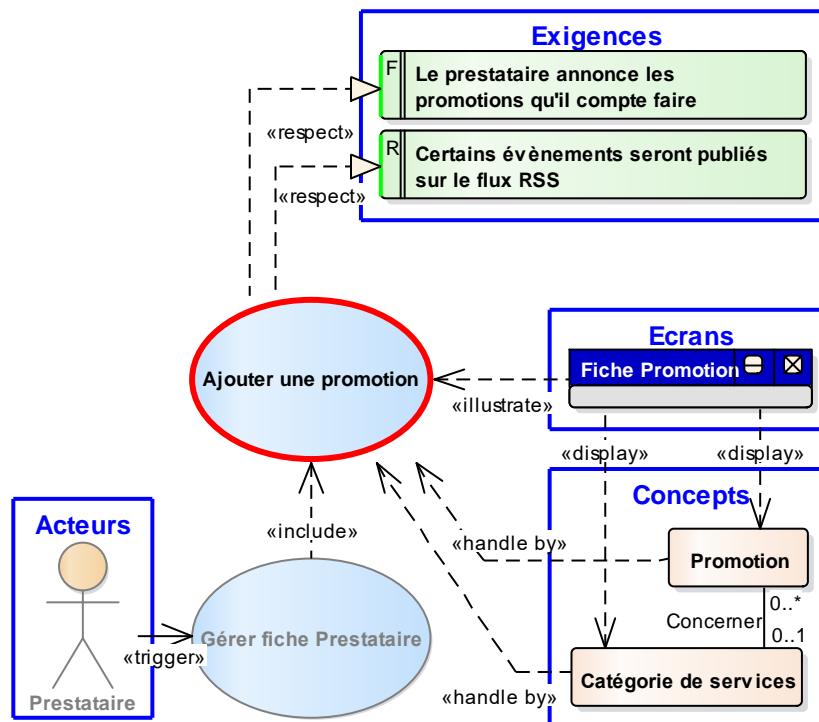 Exigences
F
Le prestataire annonce les
promotions qu'il compte faire
«respect»
R
Certains évènements seront publiés
sur le flux RSS
«respect»
Ecrans
Ajouter une promotion
Fiche Promotion
«illustrate»
«display»
«display»
Concepts
Acteurs
«include»
«handle by»
Promotion
0..*
Concerner
0..1
Gérer fiche Prestataire
«trigger»
Catégorie de services
«handle by»
Prestataire